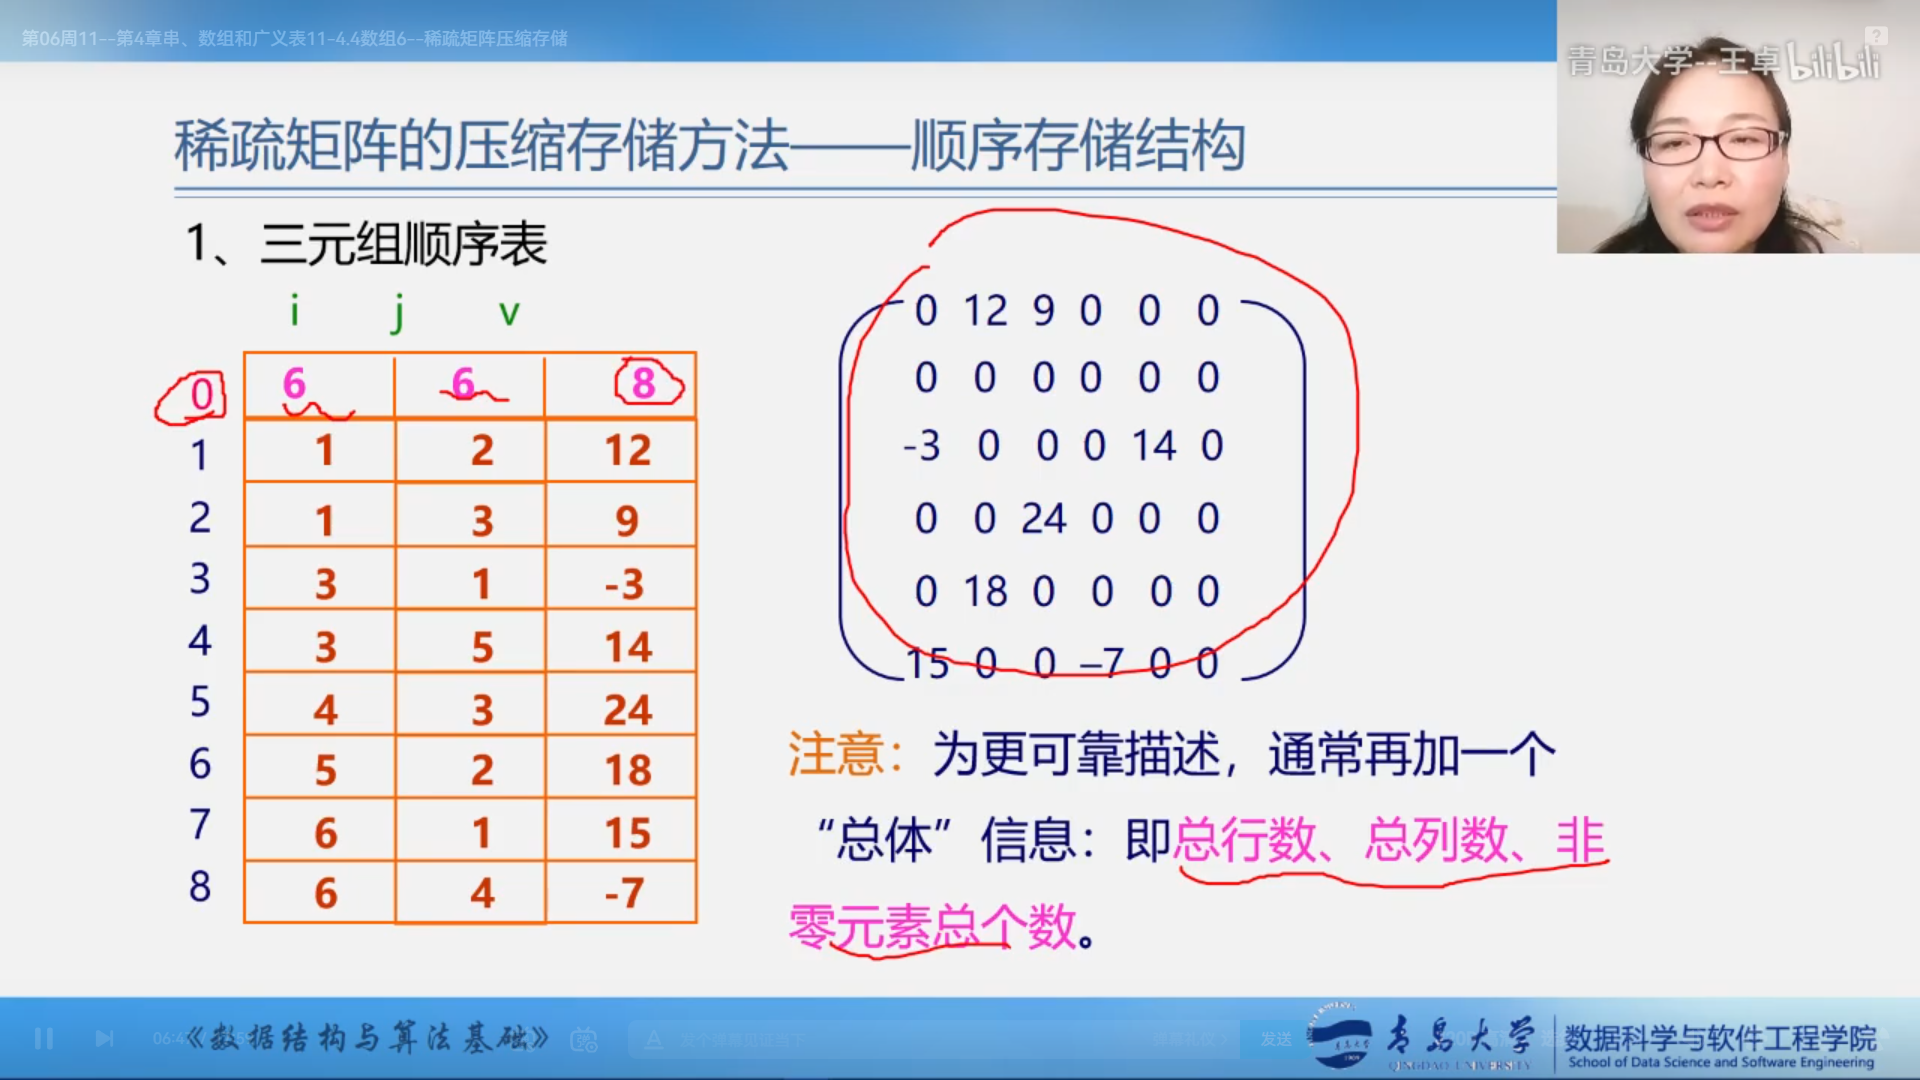 第06周11--第4章串、数组和广义表11-4.4数组6--稀疏矩阵压缩存储
青岛大学--王卓 bilibili
稀疏矩阵的压缩存储方法——顺序存储结构
1、三元组顺序表
i j v
0 6 6 8
1 1 2 12
2 1 3 9
3 3 1 -3
4 3 5 14
5 4 3 24
6 5 2 18
7 6 1 15
8 6 4 -7
0 12 9 0 0 0
0 0 0 0 0 0
-3 0 0 0 14 0
0 0 24 0 0 0
0 18 0 0 0 0
15 0 0 –7 0 0
注意：为更可靠描述，通常再加一个
“总体”信息：即总行数、总列数、非
零元素总个数。
《数据结构与算法基础》
发送
青岛大学
QINGDAO UNIVERSITY
数据科学与软件工程学院
School of Data Science and Software Engineering